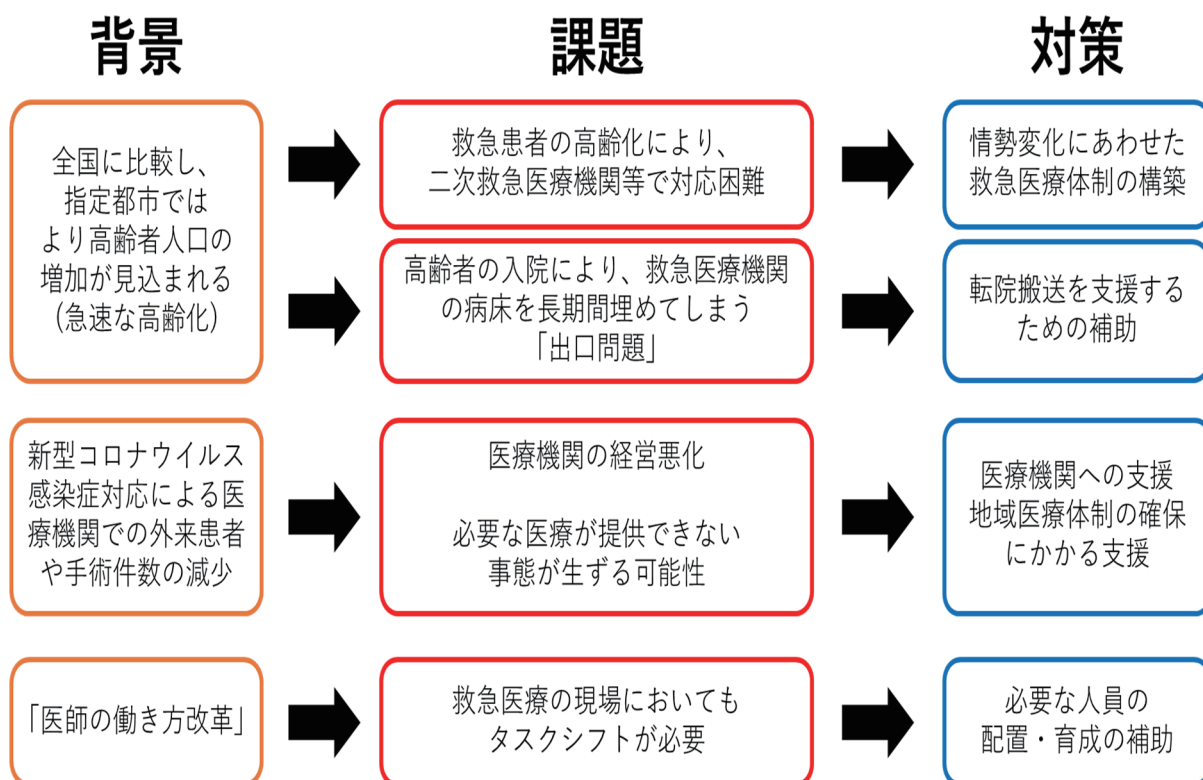 背景
課題
対策
全国に比較し、
指定都市では
より高齢者人口の
増加が見込まれる
(急速な高齢化)
救急患者の高齢化により、
二次救急医療機関等で対応困難
情勢変化にあわせた
救急医療体制の構築
高齢者の入院により、救急医療機関
の病床を長期間埋めてしまう
「出口問題」
転院搬送を支援する
ための補助
新型コロナウイルス
感染症対応による医
療機関での外来患者
や手術件数の減少
医療機関の経営悪化
必要な医療が提供できない
事態が生ずる可能性
医療機関への支援
地域医療体制の確保
にかかる支援
「医師の働き方改革」
救急医療の現場においても
タスクシフトが必要
必要な人員の
配置・育成の補助